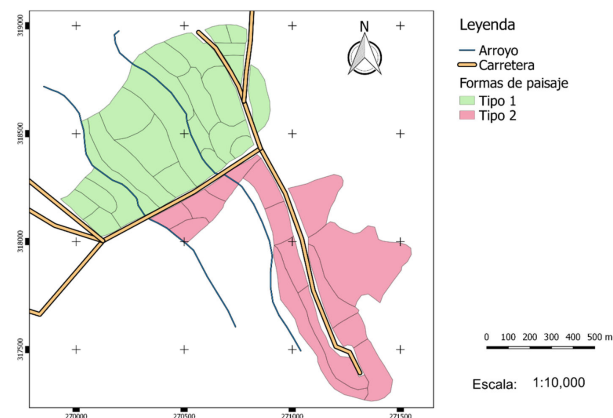 319000
318500
318000
317500
270000
270500
271000
271500
N
Leyenda
Arroyo
Carretera
Formas de paisaje
Tipo 1
Tipo 2
0 100 200 300 400 500 m
Escala: 1:10,000